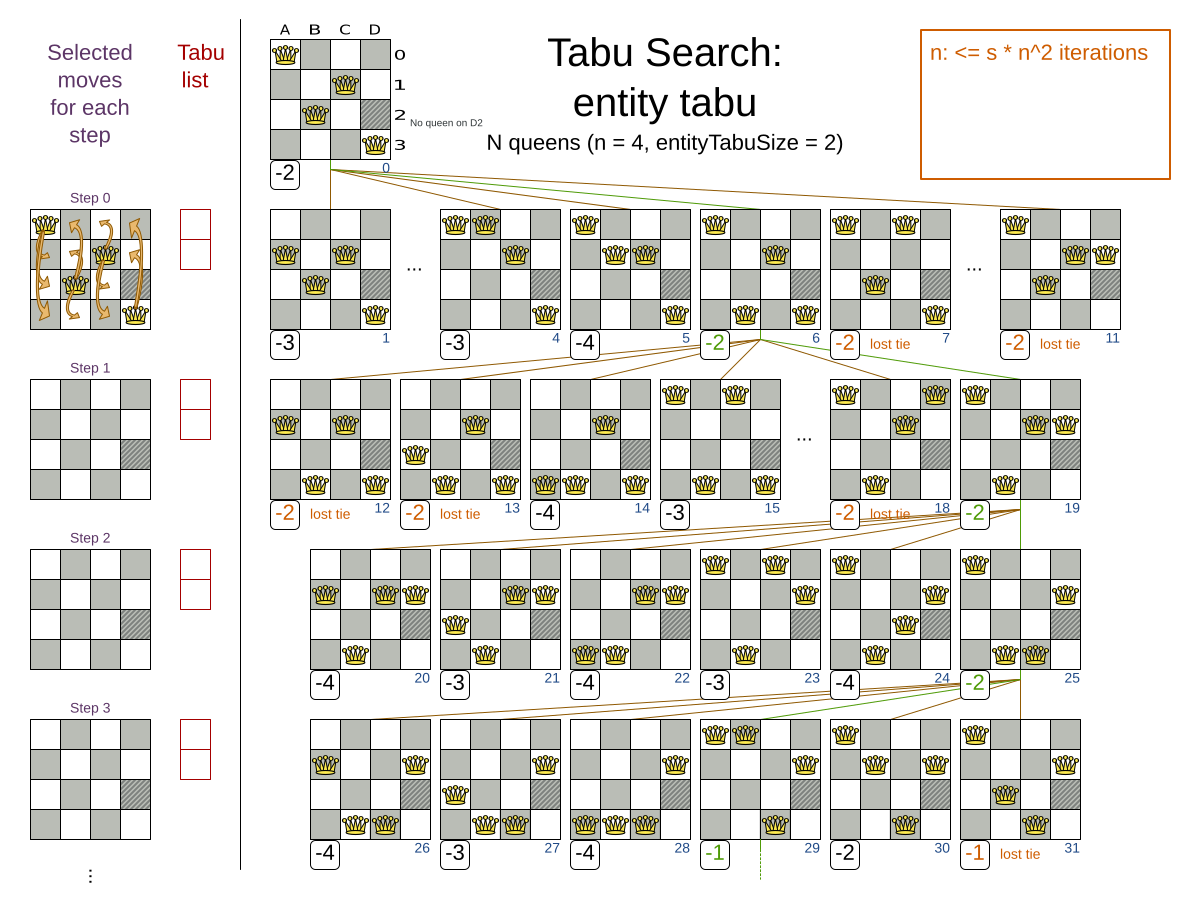 Selected
moves
for each
step
Tabu
list
A B C D
0
1
2
3
No queen on D2
-2
0
Tabu Search:
entity tabu
N queens (n = 4, entityTabuSize = 2)
n: <= s * n^2 iterations
Step 0
...
...
-3 1
-3 4
-4 5
-2 6
-2 lost tie 7
-2 lost tie 11
Step 1
...
-2 lost tie 12
-2 lost tie 13
-4 14
-3 15
-2 lost tie 18
-2 19
Step 2
-4 20
-3 21
-4 22
-3 23
-4 24
-2 25
Step 3
-4 26
-3 27
-4 28
-1 29
-2 30
-1 lost tie 31
...